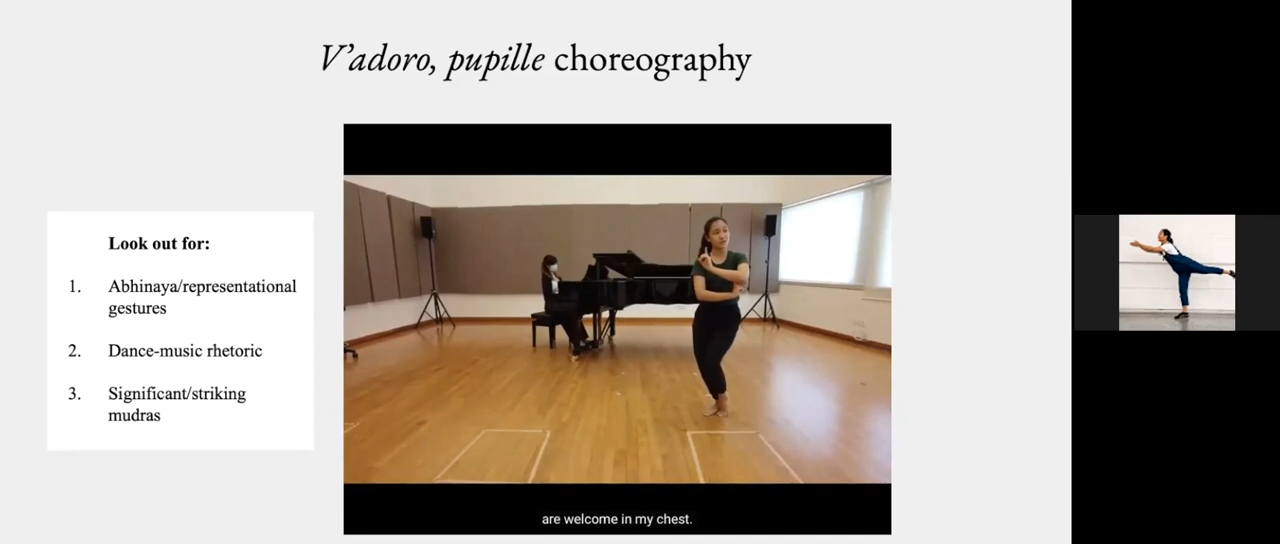 V'adoro, pupille choreography
Look out for:
1. Abhinaya/representational
gestures
2. Dance-music rhetoric
3. Significant/striking
mudras
are welcome in my chest.